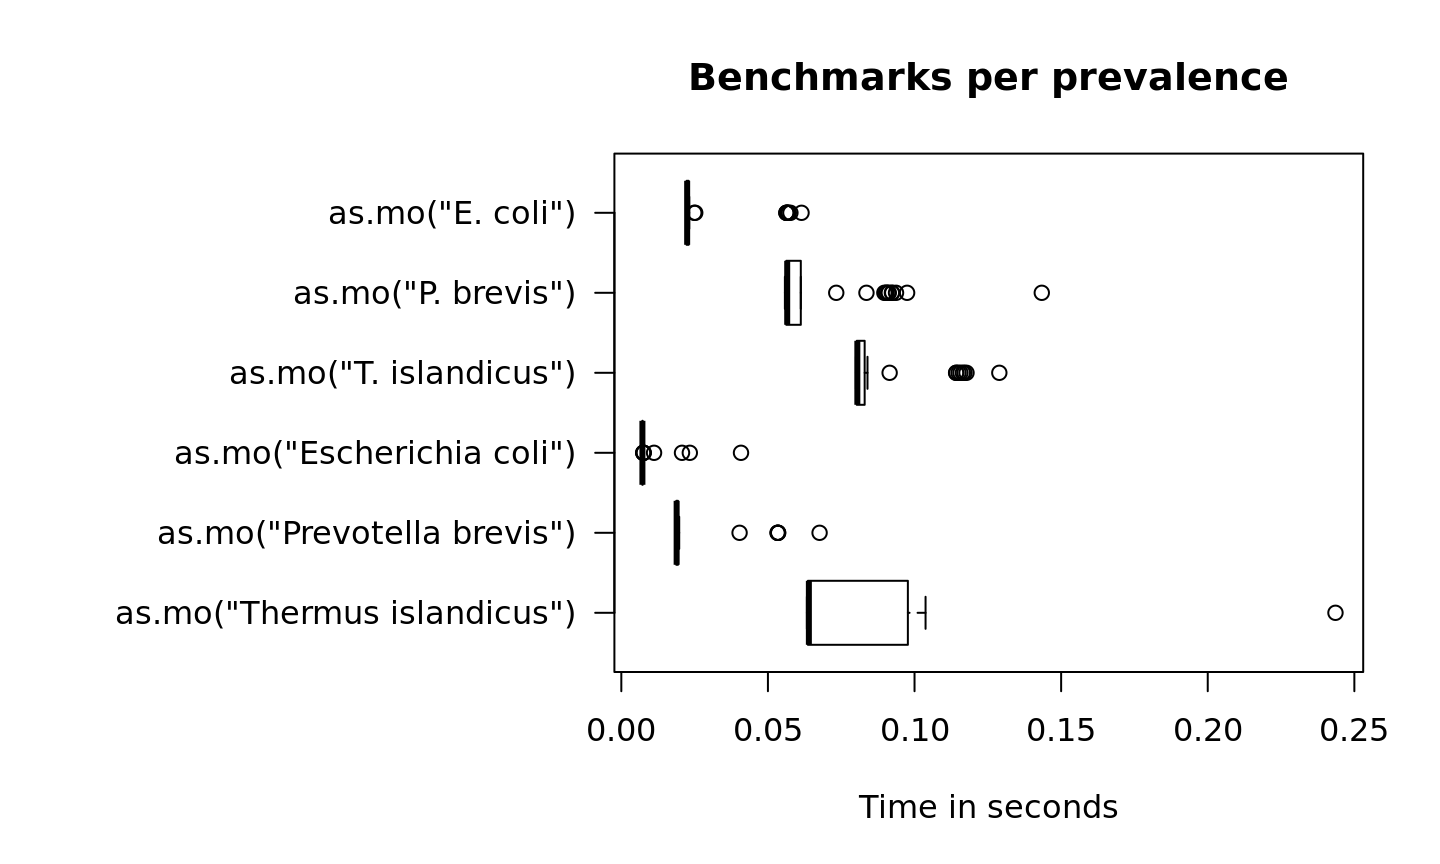 Benchmarks per prevalence
as.mo("E. coli")
as.mo("P. brevis")
as.mo("T. islandicus")
as.mo("Escherichia coli")
as.mo("Prevotella brevis")
as.mo("Thermus islandicus")
0.00 0.05 0.10 0.15 0.20 0.25
Time in seconds